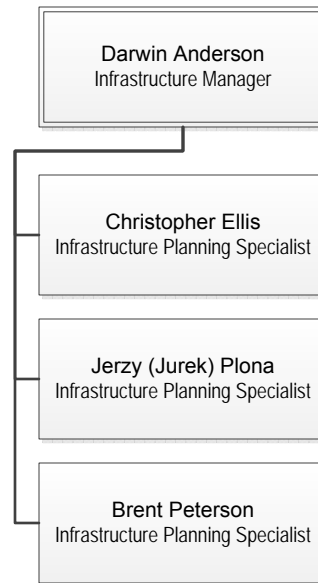 Darwin Anderson
Infrastructure Manager
Christopher Ellis
Infrastructure Planning Specialist
Jerzy (Jurek) Plona
Infrastructure Planning Specialist
Brent Peterson
Infrastructure Planning Specialist